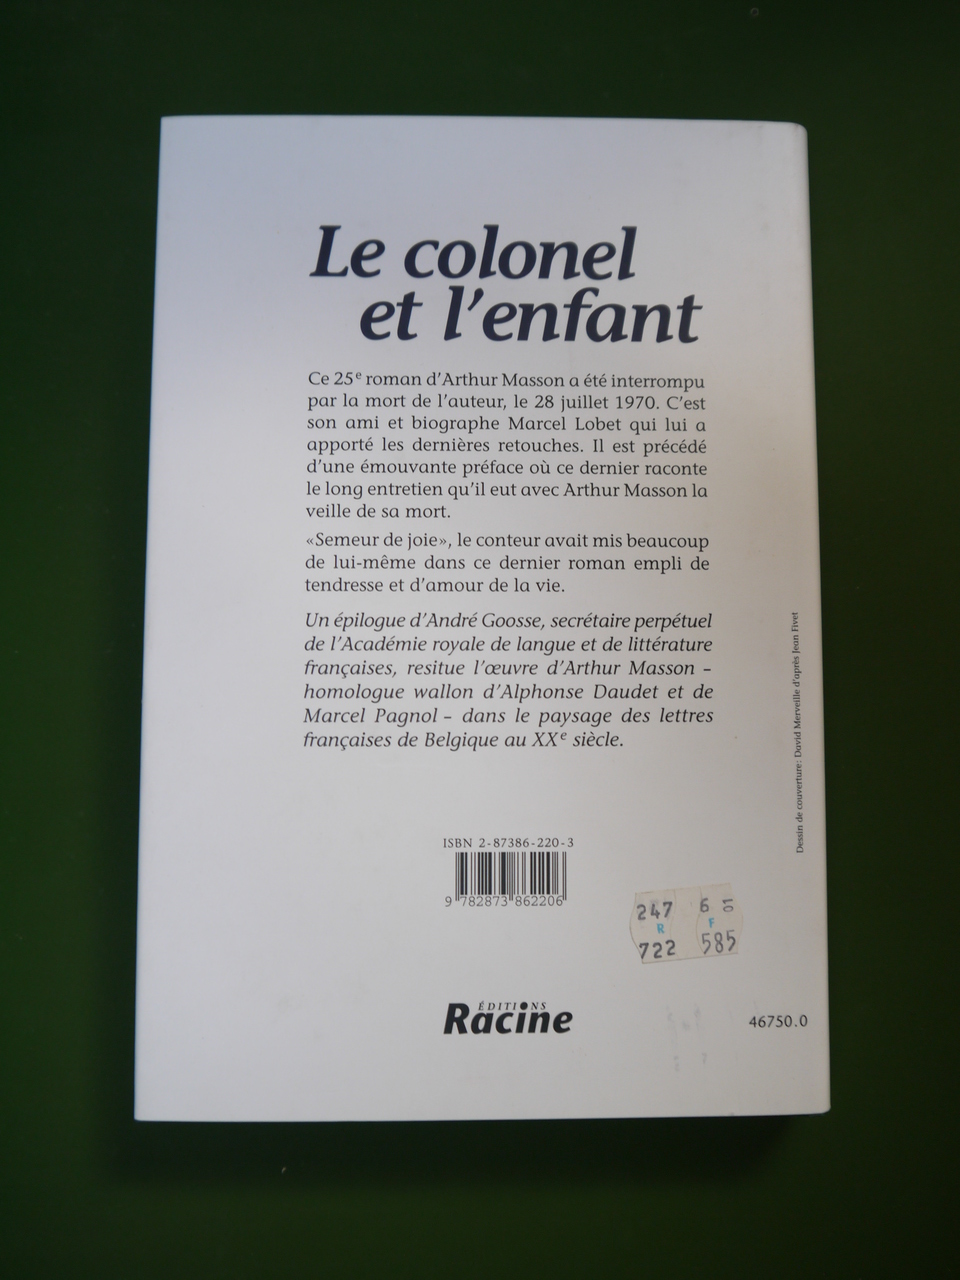 Le colonel
et l'enfant
Ce 25e roman d'Arthur Masson a été interrompu
par la mort de l'auteur, le 28 juillet 1970. C'est
son ami et biographe Marcel Lobet qui lui a
apporté les dernières retouches. Il est précédé
d'une émouvante préface où ce dernier raconte
le long entretien qu'il eut avec Arthur Masson la
veille de sa mort.
«Semeur de joie», le conteur avait mis beaucoup
de lui-même dans ce dernier roman empli de
tendresse et d'amour de la vie.
Un épilogue d'André Goosse, secrétaire perpétuel
de l'Académie royale de langue et de littérature
françaises, resitue l'œuvre d'Arthur Masson –
homologue wallon d'Alphonse Daudet et de
Marcel Pagnol – dans le paysage des lettres
françaises de Belgique au XXe siècle.
Dessin de couverture: David Merveille d'après Jean Fivet
ISBN 2-87386-220-3
9 782873 862206
247 6
R F
722 585
ÉDITIONS
Racine
46750.0